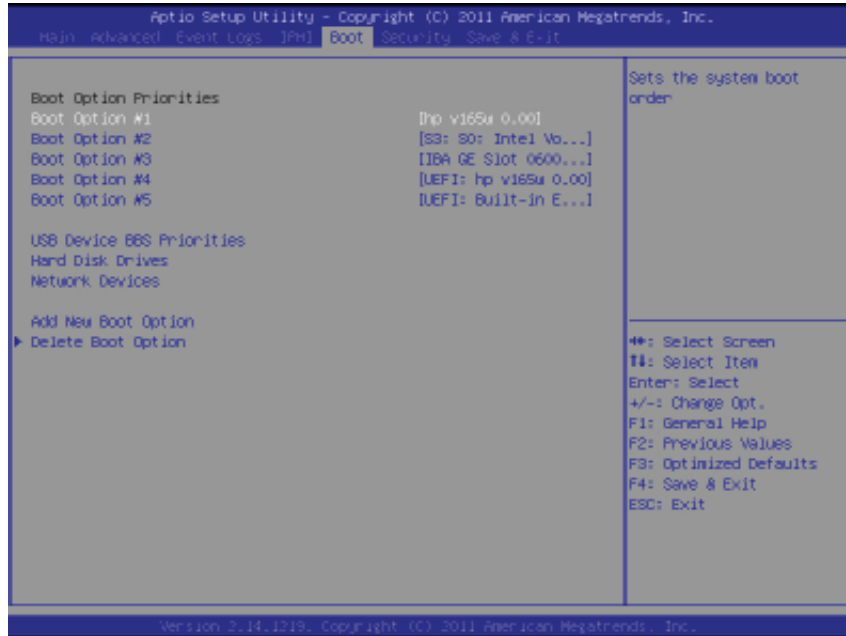 Aptio Setup Utility - Copyright (C) 2011 American Megatrends, Inc.
Main Advanced Event Logs IPMI Boot Security Save & Exit
Boot Option Priorities
Boot Option #1 [hp v165w 0.00]
Boot Option #2 [S3: SO: Intel Vo...]
Boot Option #3 [IBA GE Slot 0600...]
Boot Option #4 [UEFI: hp v165w 0.00]
Boot Option #5 [UEFI: Built-in E...]
USB Device BBS Priorities
Hard Disk Drives
Network Devices
Add New Boot Option
Delete Boot Option
Sets the system boot
order
: Select Screen
: Select Item
Enter: Select
+/-: Change Opt.
F1: General Help
F2: Previous Values
F3: Optimized Defaults
F4: Save & Exit
ESC: Exit
Version 2.14.1219. Copyright (C) 2011 American Megatrends, Inc.